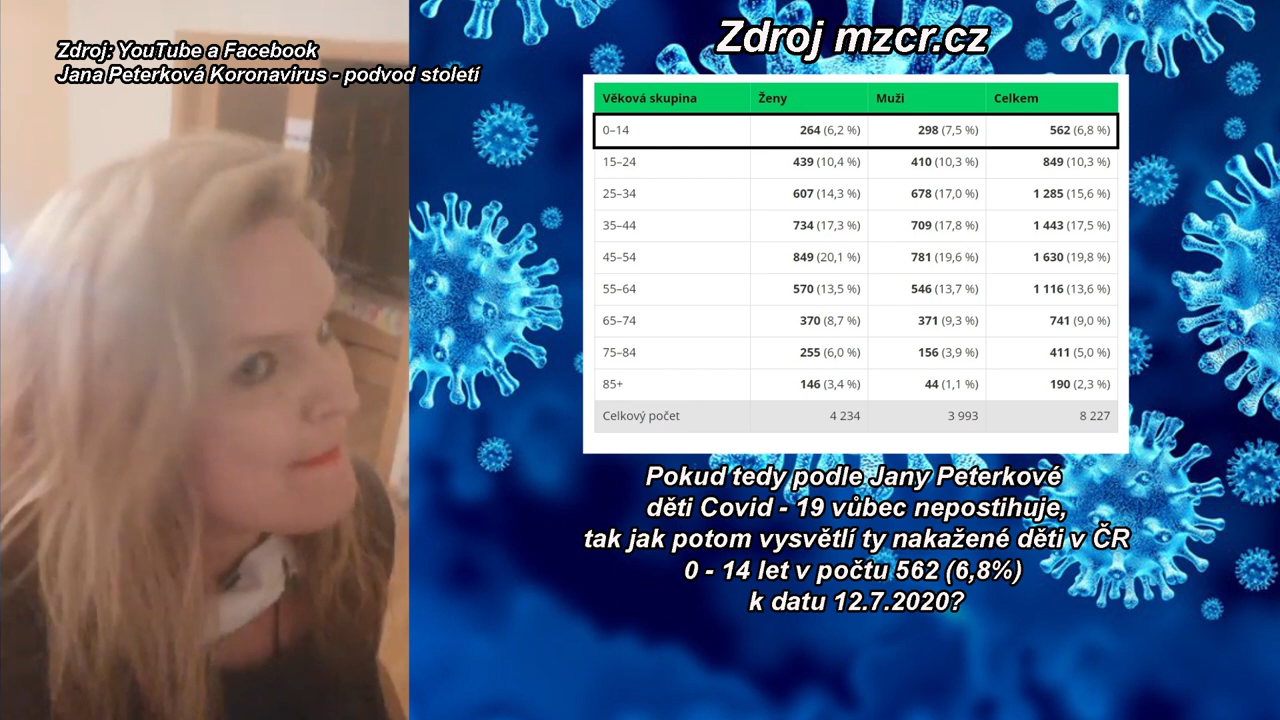 Zdroj: YouTube a Facebook
Jana Peterková Koronavirus - podvod století
Zdroj mzcr.cz
Věková skupina Ženy Muži Celkem
0–14 264 (6,2 %) 298 (7,5 %) 562 (6,8 %)
15–24 439 (10,4 %) 410 (10,3 %) 849 (10,3 %)
25–34 607 (14,3 %) 678 (17,0 %) 1 285 (15,6 %)
35–44 734 (17,3 %) 709 (17,8 %) 1 443 (17,5 %)
45–54 849 (20,1 %) 781 (19,6 %) 1 630 (19,8 %)
55–64 570 (13,5 %) 546 (13,7 %) 1 116 (13,6 %)
65–74 370 (8,7 %) 371 (9,3 %) 741 (9,0 %)
75–84 255 (6,0 %) 156 (3,9 %) 411 (5,0 %)
85+ 146 (3,4 %) 44 (1,1 %) 190 (2,3 %)
Celkový počet 4 234 3 993 8 227
Pokud tedy podle Jany Peterkové
děti Covid - 19 vůbec nepostihuje,
tak jak potom vysvětlí ty nakažené děti v ČR
0 - 14 let v počtu 562 (6,8%)
k datu 12.7.2020?